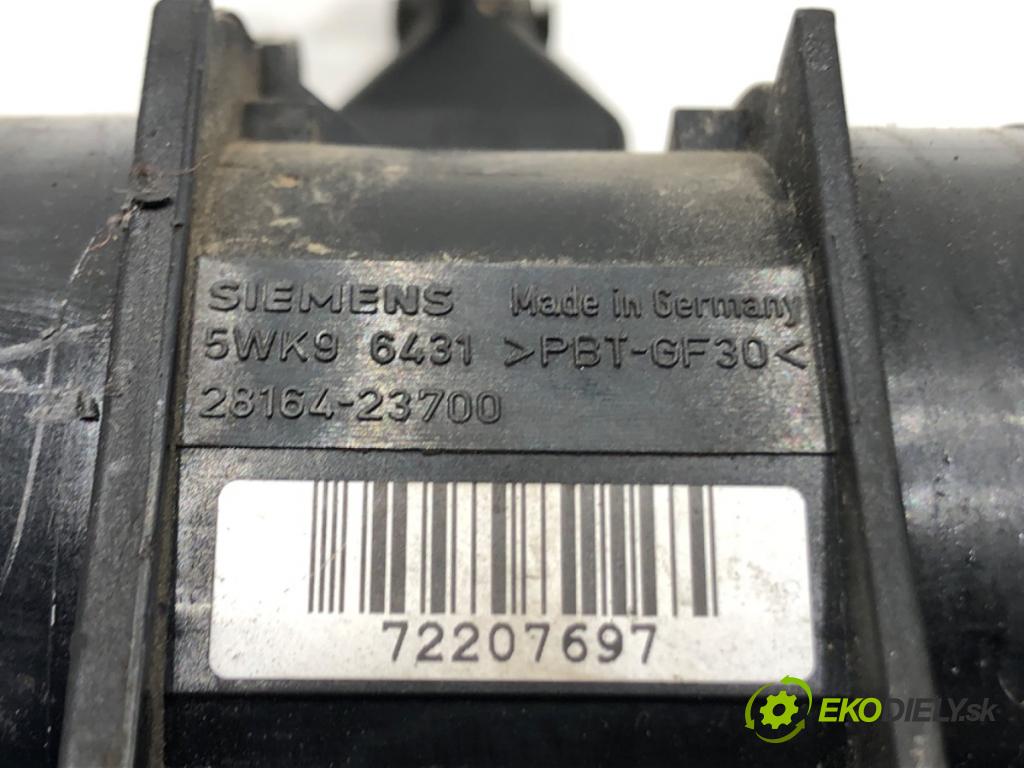 SIEMENS Made in Germany
5WK9 6431 >PBT-GF30<
28164-23700
72207697
EKODIELY.sk